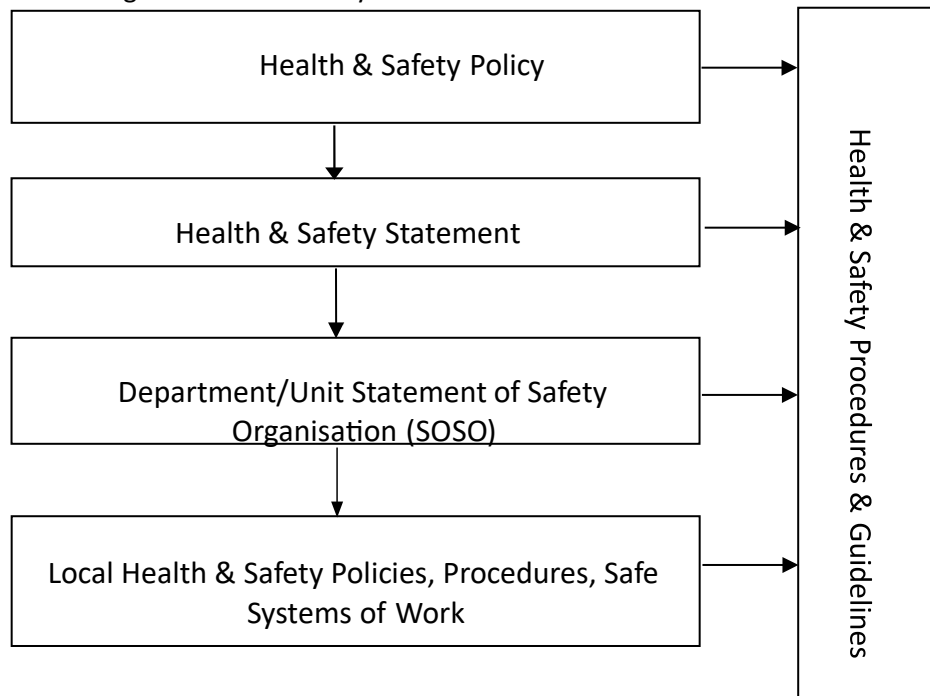 Health & Safety Policy
Health & Safety Statement
Department/Unit Statement of Safety
Organisation (SOSO)
Local Health & Safety Policies, Procedures, Safe
Systems of Work
Health & Safety Procedures & Guidelines